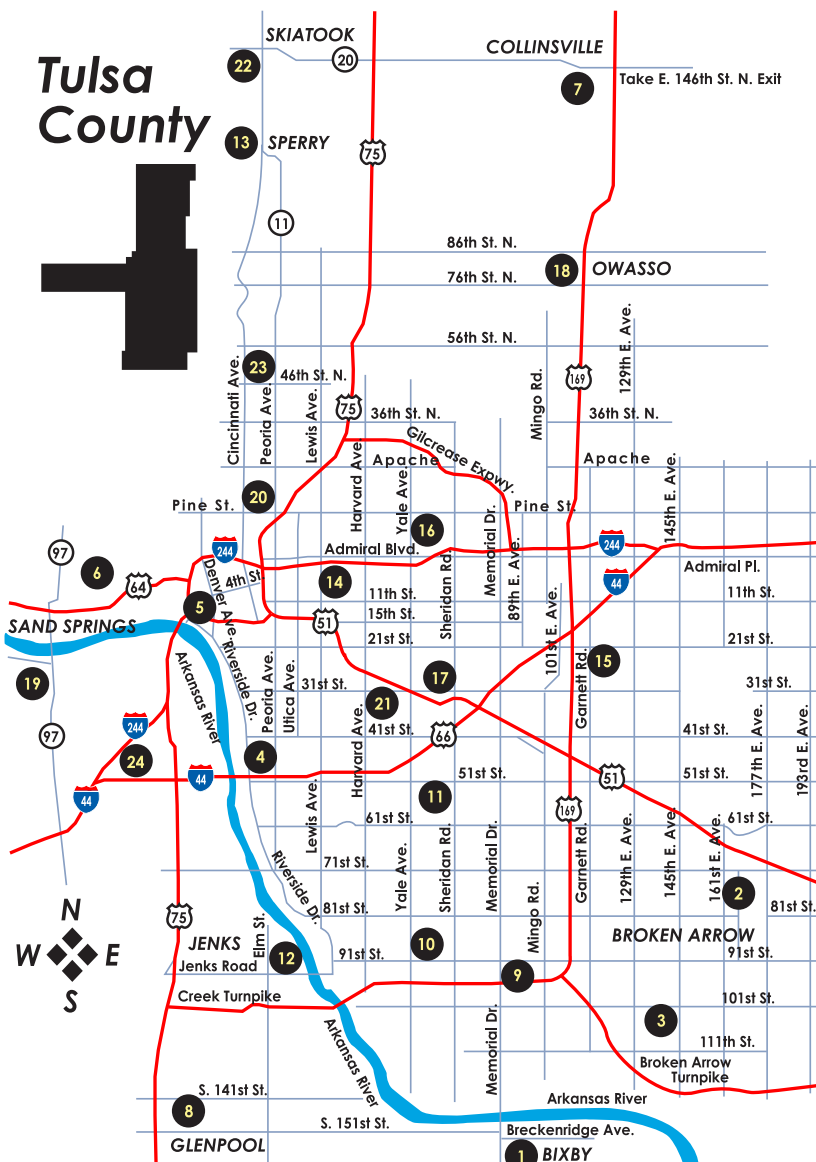 SKIATOOK
COLLINSVILLE
22
20
Tulsa
County
7
Take E. 146th St. N. Exit
13
SPERRY
75
11
86th St. N.
18
OWASSO
76th St. N.
56th St. N.
129th E. Ave.
23
46th St. N.
169
Cincinnati Ave.
Peoria Ave.
Lewis Ave.
75
36th St. N.
Mingo Rd.
36th St. N.
Gilcrease Expwy.
Harvard Ave.
Apache
Yale Ave.
Apache
145th E. Ave.
20
Pine St.
Pine St.
16
Memorial Dr.
97
244
Admiral Blvd.
244
6
64
Denver Ave.
4th St
14
Sheridan Rd.
89th E. Ave.
44
Admiral Pl.
11th St.
11th St.
5
15th St.
51
SAND SPRINGS
21st St.
101st E. Ave.
21st St.
Riverside Dr.
Arkansas River
Peoria Ave.
Utica Ave.
15
Garnett Rd.
19
31st St.
17
31st St.
21
Harvard Ave.
177th E. Ave.
193rd E. Ave.
244
97
41st St.
66
41st St.
24
4
44
44
51st St.
51
51st St.
11
Lewis Ave.
61st St.
169
61st St.
Yale Ave.
Sheridan Rd.
Memorial Dr.
Garnett Rd.
129th E. Ave.
145th E. Ave.
161st E. Ave.
71st St.
Riverside Dr.
2
N
W
E
S
75
81st St.
81st St.
Mingo Rd.
JENKS
Elm St.
10
BROKEN ARROW
12
91st St.
91st St.
Jenks Road
9
Creek Turnpike
101st St.
Arkansas River
Memorial Dr.
3
111th St.
Broken Arrow
Turnpike
8
S. 141st St.
Arkansas River
S. 151st St.
Breckenridge Ave.
GLENPOOL
1
BIXBY